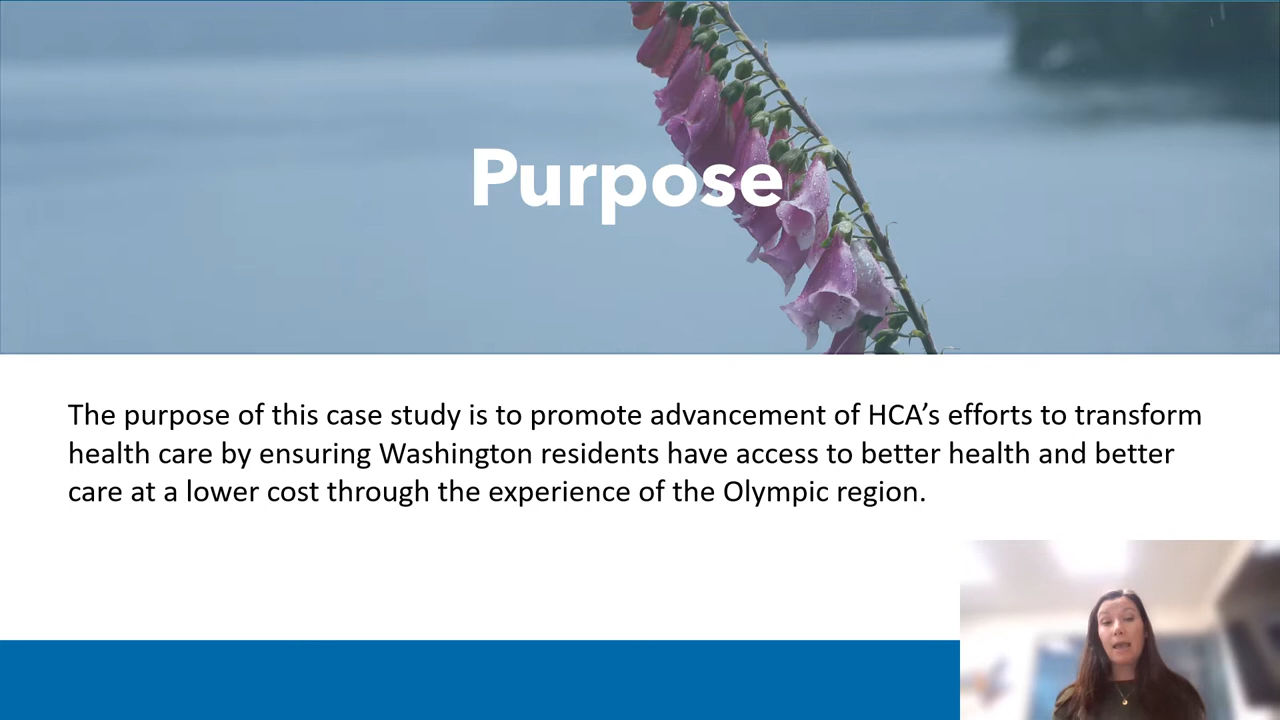 Purpose
The purpose of this case study is to promote advancement of HCA’s efforts to transform
health care by ensuring Washington residents have access to better health and better
care at a lower cost through the experience of the Olympic region.